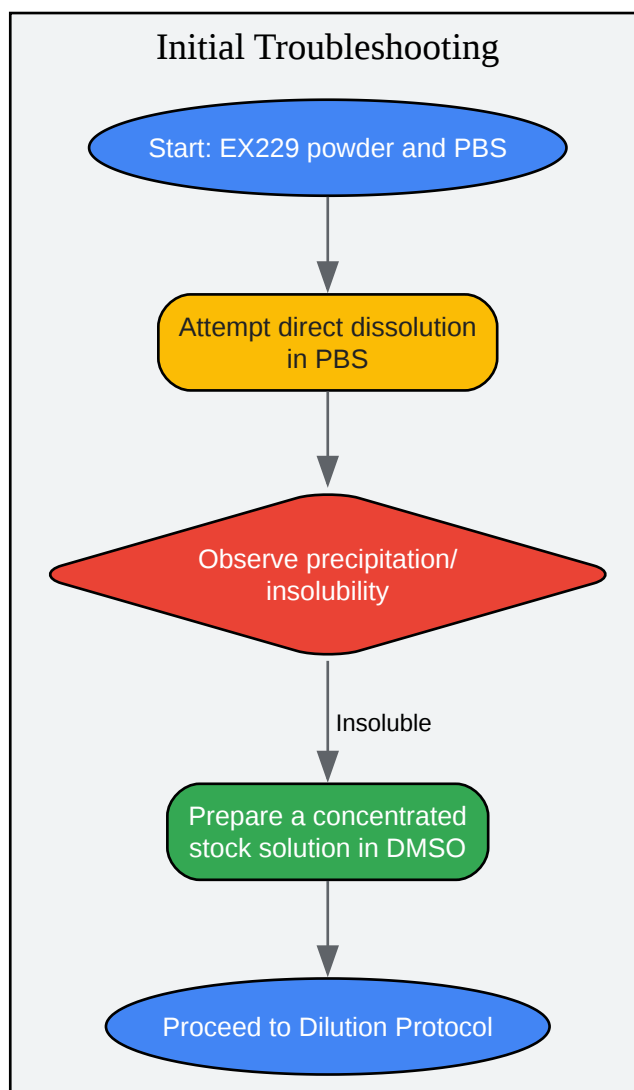 Initial Troubleshooting
Start: EX229 powder and PBS
Attempt direct dissolution
in PBS
Observe precipitation/
insolubility
Insoluble
Prepare a concentrated
stock solution in DMSO
Proceed to Dilution Protocol